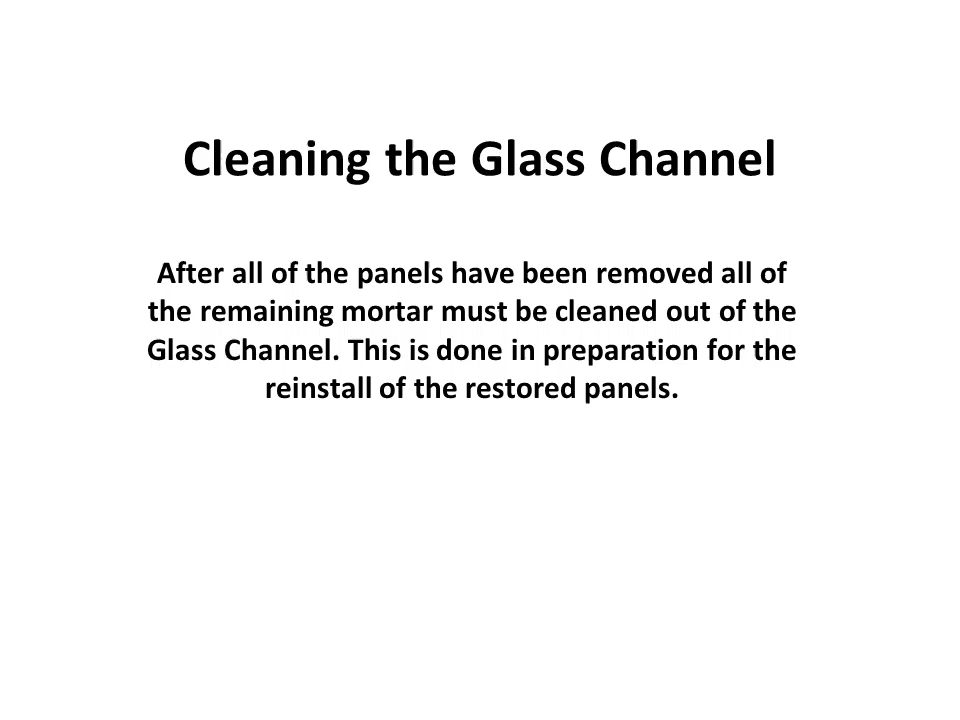 Cleaning the Glass Channel
After all of the panels have been removed all of
the remaining mortar must be cleaned out of the
Glass Channel. This is done in preparation for the
reinstall of the restored panels.